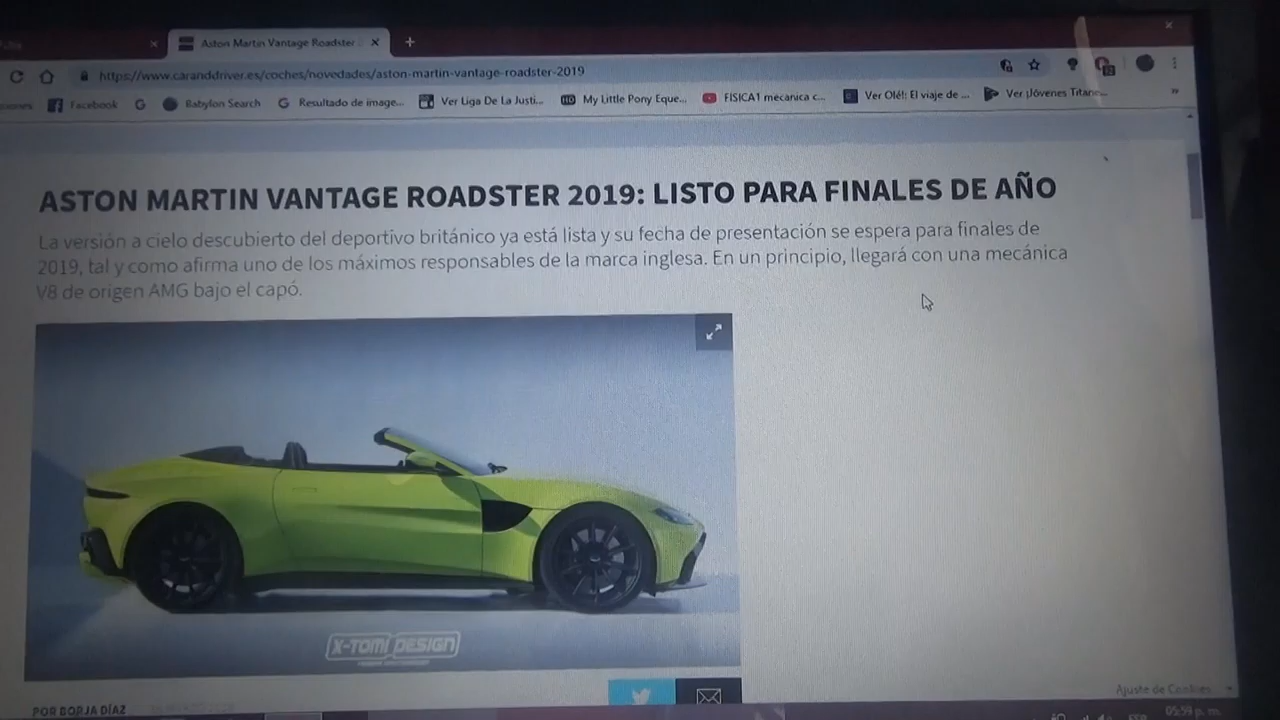 Aston Martin Vantage Roadster
https://www.caranddriver.es/coches/novedades/aston-martin-vantage-roadster-2019
Facebook
Babylon Search
Resultado de image...
Ver Liga De La Justi...
My Little Pony Eque...
FÍSICA1 mecanica c...
Ver Olé!: El viaje de ...
Ver ¡Jóvenes Titane...
ASTON MARTIN VANTAGE ROADSTER 2019: LISTO PARA FINALES DE AÑO
La versión a cielo descubierto del deportivo británico ya está lista y su fecha de presentación se espera para finales de
2019, tal y como afirma uno de los máximos responsables de la marca inglesa. En un principio, llegará con una mecánica
V8 de origen AMG bajo el capó.
X-TOMI DESIGN
POR BORJA DÍAZ
Ajuste de Cookies
05:59 p. m.